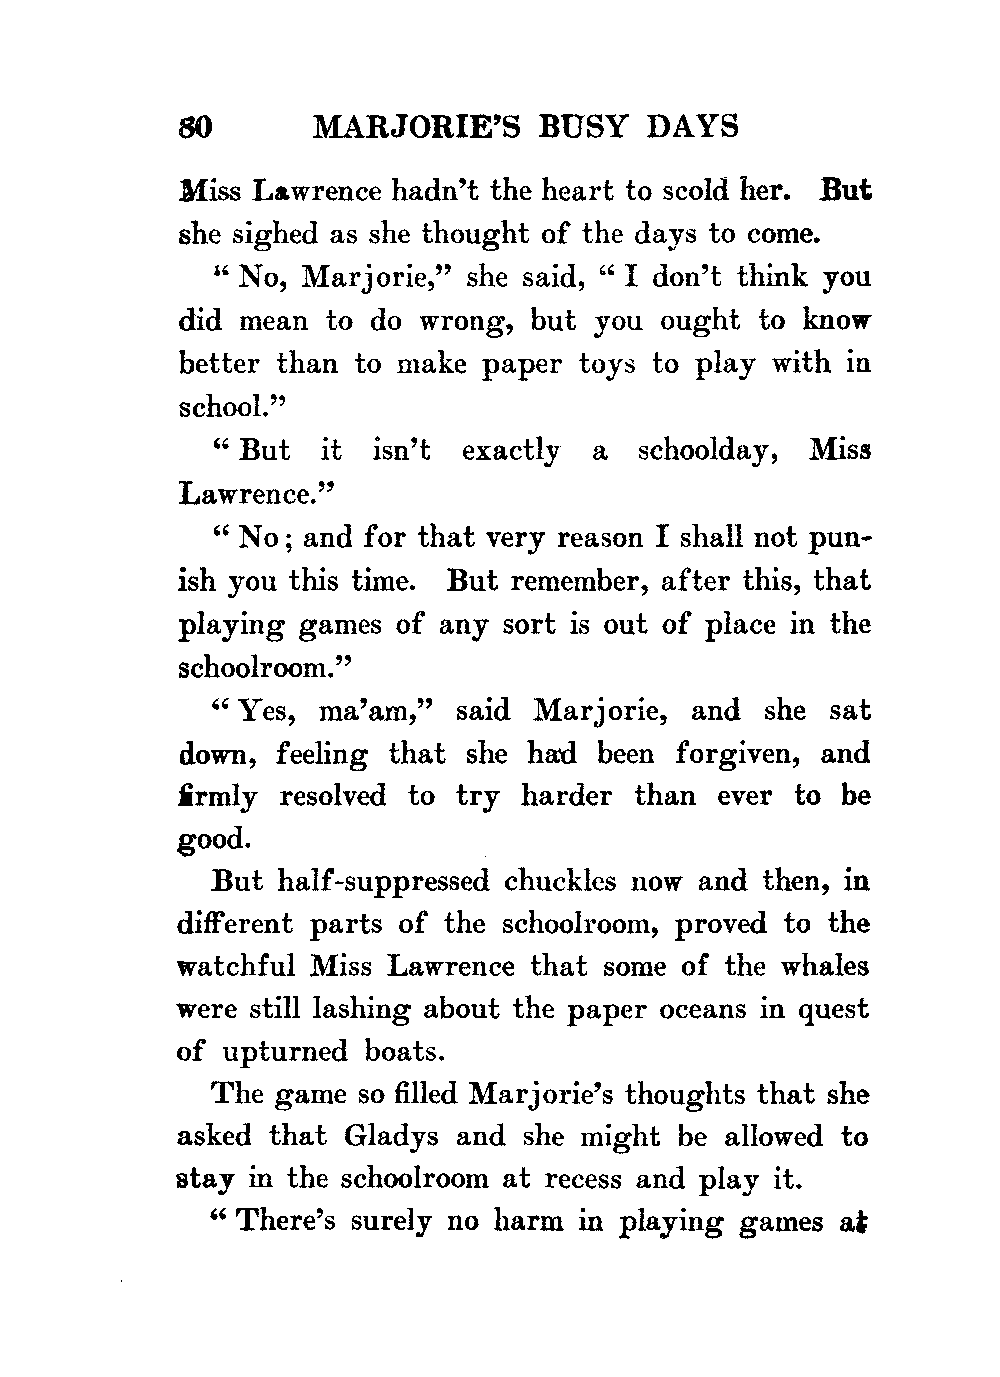 80 MARJORIE'S BUSY DAYS
Miss Lawrence hadn't the heart to scold her. But
she sighed as she thought of the days to come.
“ No, Marjorie,” she said, “ I don't think you
did mean to do wrong, but you ought to know
better than to make paper toys to play with in
school.”
“ But it isn't exactly a schoolday, Miss
Lawrence.”
“ No; and for that very reason I shall not pun-
ish you this time. But remember, after this, that
playing games of any sort is out of place in the
schoolroom.”
“ Yes, ma'am,” said Marjorie, and she sat
down, feeling that she had been forgiven, and
firmly resolved to try harder than ever to be
good.
But half-suppressed chuckles now and then, in
different parts of the schoolroom, proved to the
watchful Miss Lawrence that some of the whales
were still lashing about the paper oceans in quest
of upturned boats.
The game so filled Marjorie's thoughts that she
asked that Gladys and she might be allowed to
stay in the schoolroom at recess and play it.
“ There's surely no harm in playing games at